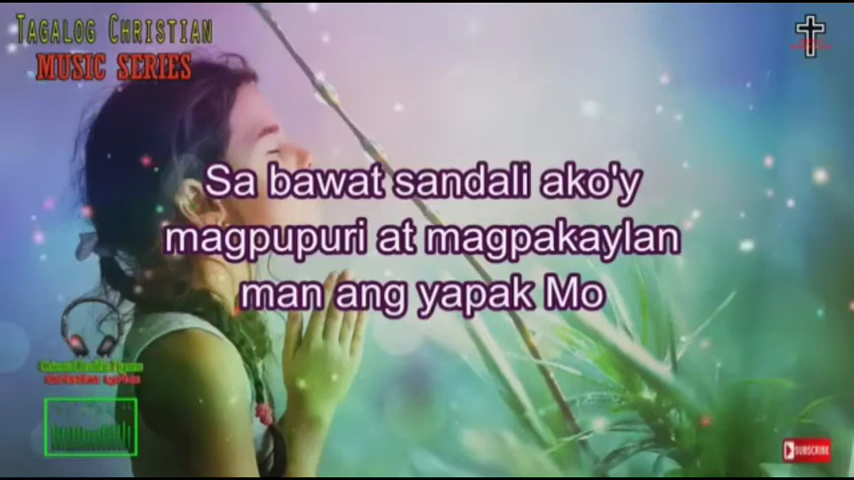 TAGALOG CHRISTIAN
MUSIC SERIES
Sa bawat sandali ako'y
magpupuri at magpakaylan
man ang yapak Mo
SUBSCRIBE